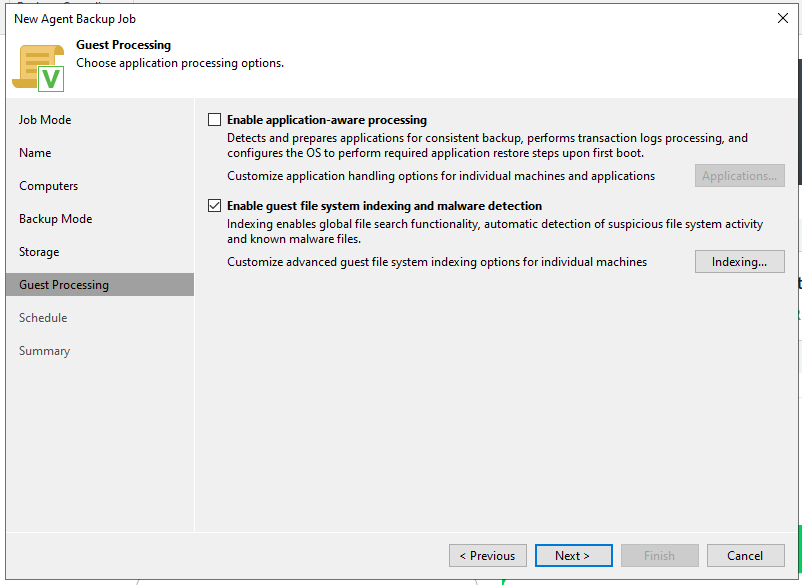 New Agent Backup Job
Guest Processing
Choose application processing options.
V
Job Mode
Name
Computers
Backup Mode
Storage
Guest Processing
Schedule
Summary
Enable application-aware processing
Detects and prepares applications for consistent backup, performs transaction logs processing, and
configures the OS to perform required application restore steps upon first boot.
Customize application handling options for individual machines and applications
Applications...
Enable guest file system indexing and malware detection
Indexing enables global file search functionality, automatic detection of suspicious file system activity
and known malware files.
Customize advanced guest file system indexing options for individual machines
Indexing...
< Previous
Next >
Finish
Cancel